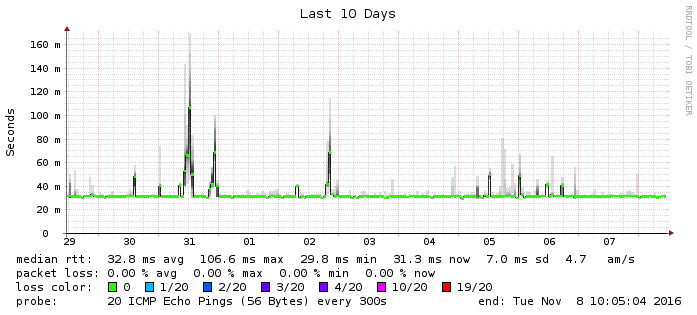 Last 10 Days
RRDTOOL / TOBI OETIKER
Seconds
160 m
140 m
120 m
100 m
80 m
60 m
40 m
20 m
0
29 30 31 01 02 03 04 05 06 07
median rtt: 32.8 ms avg 106.6 ms max 29.8 ms min 31.3 ms now 7.0 ms sd 4.7 am/s
packet loss: 0.00 % avg 0.00 % max 0.00 % min 0.00 % now
loss color: 0 1/20 2/20 3/20 4/20 10/20 19/20
probe: 20 ICMP Echo Pings (56 Bytes) every 300s end: Tue Nov 8 10:05:04 2016